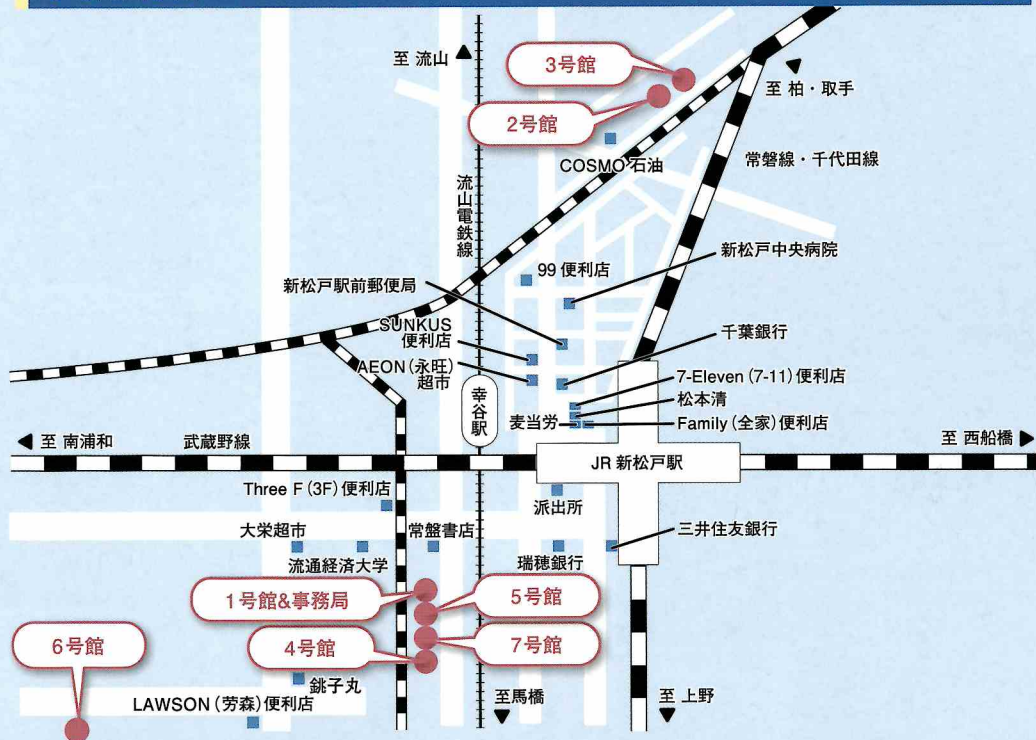 至 流山
3号館
2号館
至 柏・取手
COSMO 石油
常磐線・千代田線
流山電鉄線
新松戸中央病院
99 便利店
新松戸駅前郵便局
千葉銀行
SUNKUS
便利店
AEON (永旺)
超市
7-Eleven (7-11) 便利店
松本清
幸谷駅
麦当劳
Family (全家) 便利店
至 南浦和
武蔵野線
JR 新松戸駅
至 西船橋
Three F (3F) 便利店
派出所
大栄超市
常盤書店
三井住友銀行
流通経済大学
瑞穂銀行
1号館&事務局
5号館
6号館
4号館
7号館
銚子丸
至馬橋
至 上野
LAWSON (劳森) 便利店